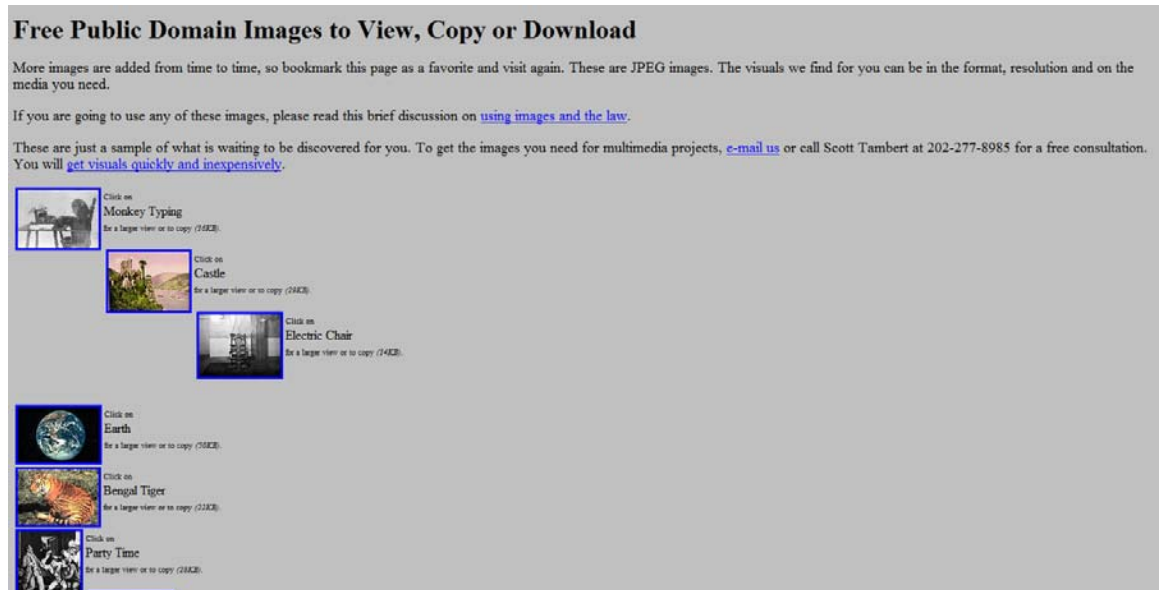 Free Public Domain Images to View, Copy or Download
More images are added from time to time, so bookmark this page as a favorite and visit again. These are JPEG images. The visuals we find for you can be in the format, resolution and on the
media you need.
If you are going to use any of these images, please read this brief discussion on using images and the law.
These are just a sample of what is waiting to be discovered for you. To get the images you need for multimedia projects, e-mail us or call Scott Tambert at 202-277-8985 for a free consultation.
You will get visuals quickly and inexpensively.
Click on
Monkey Typing
for a larger view or to copy
Click on
Castle
for a larger view or to copy
Click on
Electric Chair
for a larger view or to copy
Click on
Earth
for a larger view or to copy
Click on
Bengal Tiger
for a larger view or to copy
Click on
Party Time
for a larger view or to copy